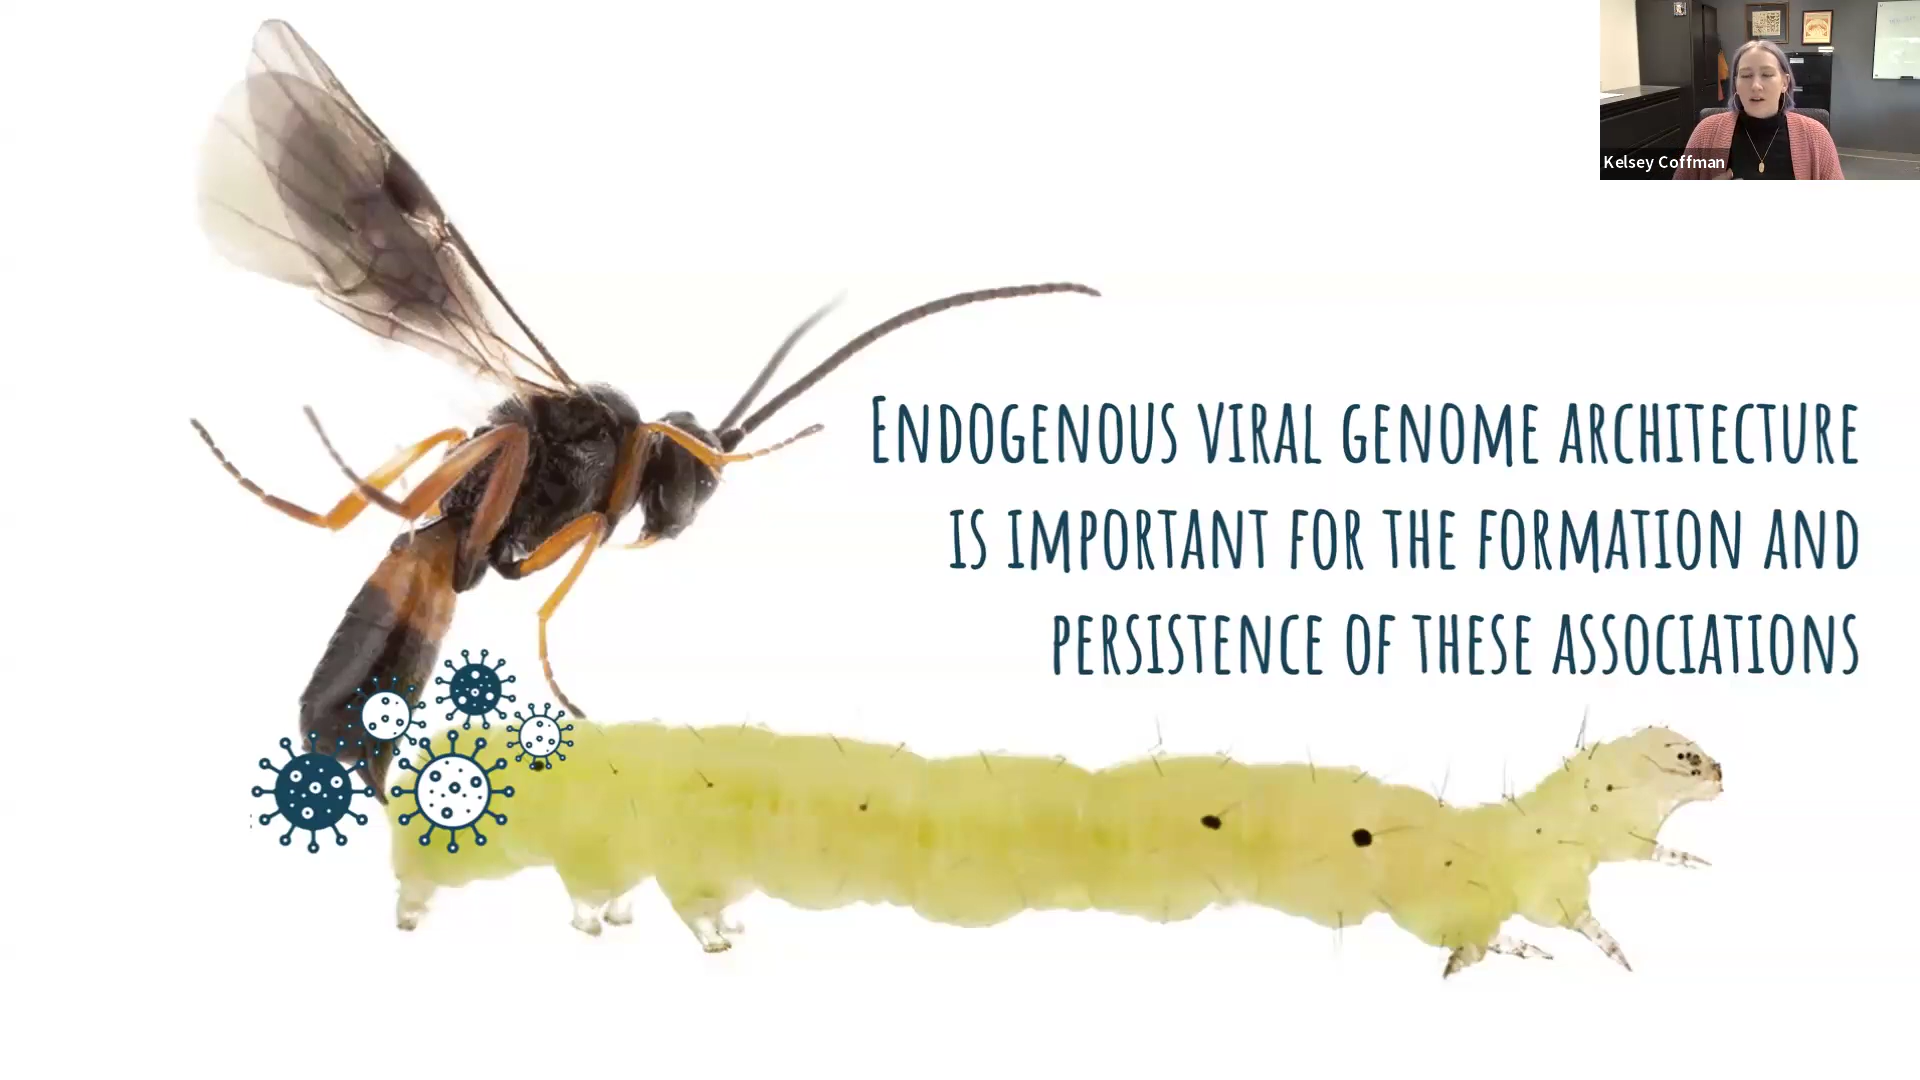 Kelsey Coffman
ENDOGENOUS VIRAL GENOME ARCHITECTURE
IS IMPORTANT FOR THE FORMATION AND
PERSISTENCE OF THESE ASSOCIATIONS